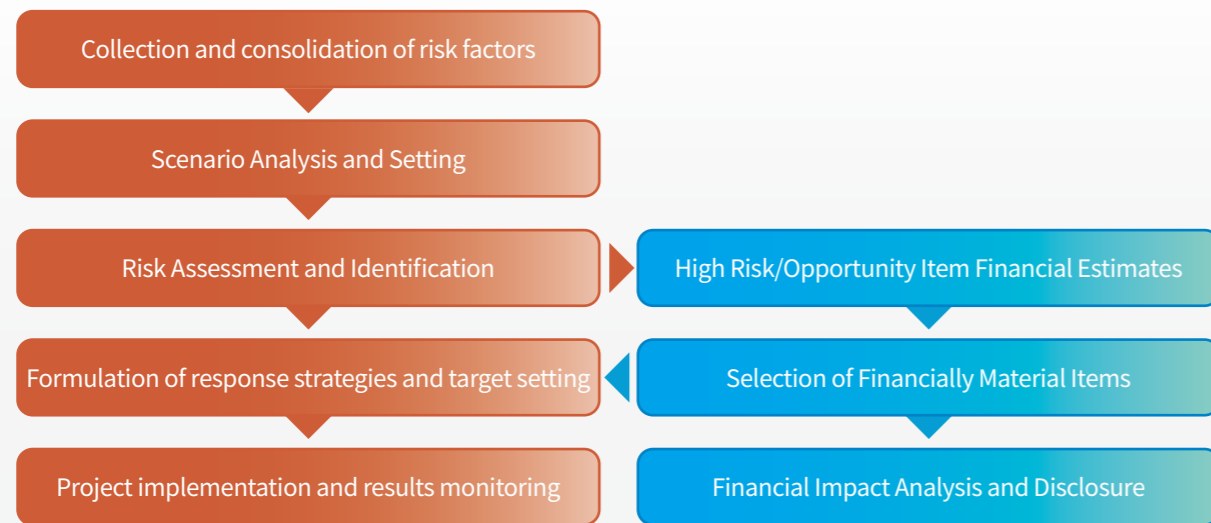 Collection and consolidation of risk factors
Scenario Analysis and Setting
Risk Assessment and Identification
High Risk/Opportunity Item Financial Estimates
Formulation of response strategies and target setting
Selection of Financially Material Items
Project implementation and results monitoring
Financial Impact Analysis and Disclosure